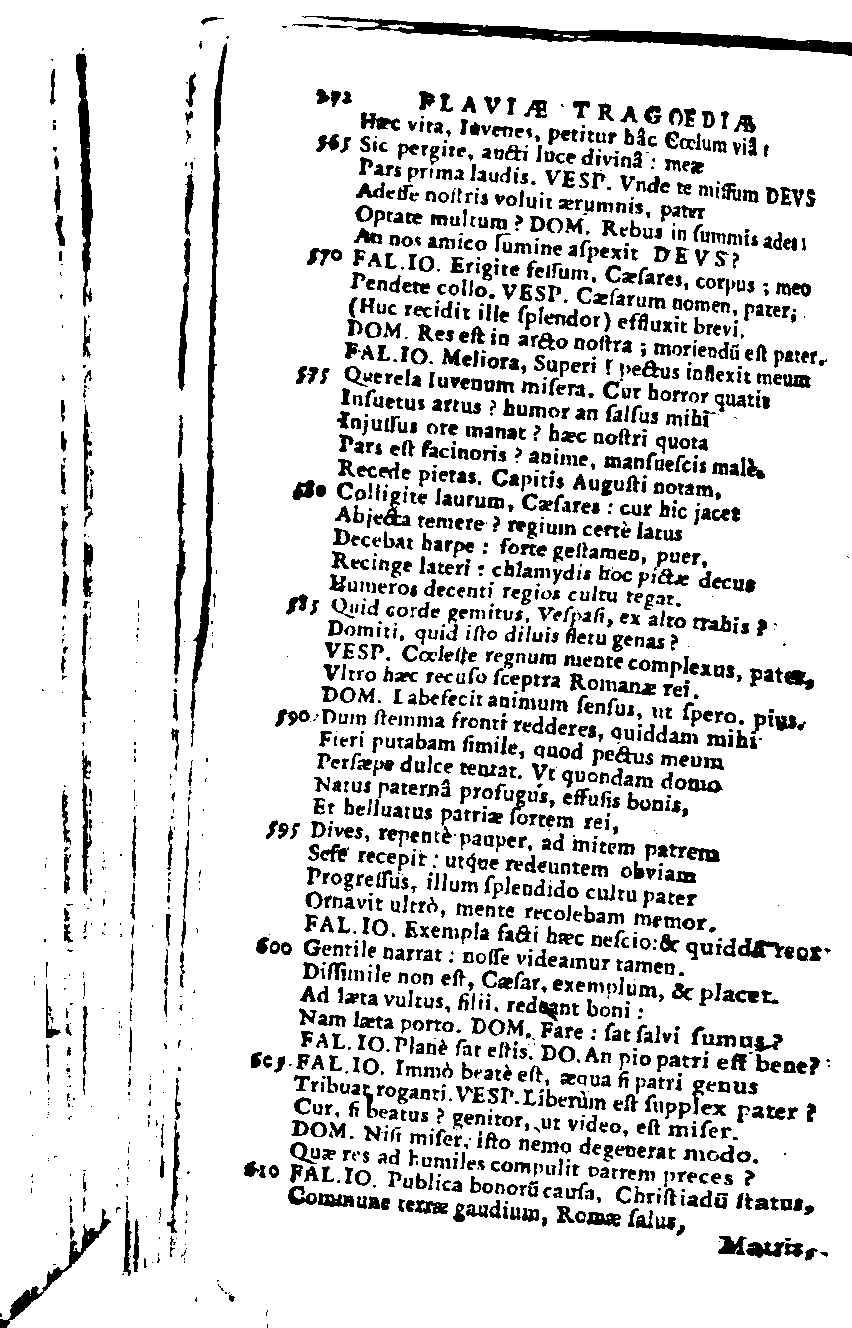 272 FLAVIÆ TRAGOEDIÆ
Hæc vita, Iuvenes, petitur hâc Cœlum viâ!
565 Sic pergite, aucti luce divinâ : meæ
Pars prima laudis. VESP. Vnde te missum DEVS
Adesse nostris voluit ærumnis, pater
Optate multum ? DOM. Rebus in summis adest!
An nos amico lumine aspexit DEVS?
570 FAL.IO. Erigite fessum, Cæsares, corpus ; meo
Pendete collo. VESP. Cæsarum nomen, pater,
(Huc recidit ille splendor) effluxit brevi,
DOM. Res est in arcto nostra ; moriendũ est pater.
FAL.IO. Meliora, Superi ! pectus inflexit meum
575 Querela Iuvenum misera. Cur horror quatit
Insuetus artus ? humor an salsus mihi
Injussus ore manat ? hæc nostri quota
Pars est facinoris ? anime, mansuescis malè.
Recede pietas. Capitis Augusti notam,
580 Colligite laurum, Cæsares : cur hic jacet
Abjecta temere ? regium certè latus
Decebat harpe : forte gestamen, puer,
Recinge lateri : chlamydis hoc pictæ decus
Humeros decenti regios cultu tegat.
585 Quid corde gemitus, Vespasi, ex alto trahis ?
Domiti, quid isto diluis fletu genas ?
VESP. Cœleste regnum mente complexus, pater,
Vltro hæc recuso sceptra Romanæ rei.
DOM. Labefecit animum sensus, ut spero. pius.
590 Dum stemma fronti redderes, quiddam mihi
Fieri putabam simile, quod pectus meum
Persæpe dulce tentat. Vt quondam domo
Natus paternâ profugus, effusis bonis,
Et helluatus patriæ sortem rei,
595 Dives, repentè pauper, ad mitem patrem
Sese recepit : utque redeuntem obviam
Progressus, illum splendido cultu pater
Ornavit ultrò, mente recolebam memor.
FAL.IO. Exempla facti hæc nescio:& quiddã reor
600 Gentile narrat : nosse videamur tamen.
Dissimile non est, Cæsar, exemplum, & placet.
Ad læta vultus, filii, redeant boni :
Nam læta porto. DOM. Fare : sat salvi sumus ?
FAL.IO. Planè sat estis. DO. An pio patri est bene?
605 FAL.IO. Immò beatè est, æqua si patri genus
Tribuat roganti. VESP. Liberûm est supplex pater ?
Cur, si beatus ? genitor, ut video, est miser.
DOM. Nisi miser, isto nemo degenerat modo.
Quæ res ad humiles compulit patrem preces ?
610 FAL.IO. Publica bonorũ causa, Christiadũ status,
Commune terræ gaudium, Romæ salus,
Matris,